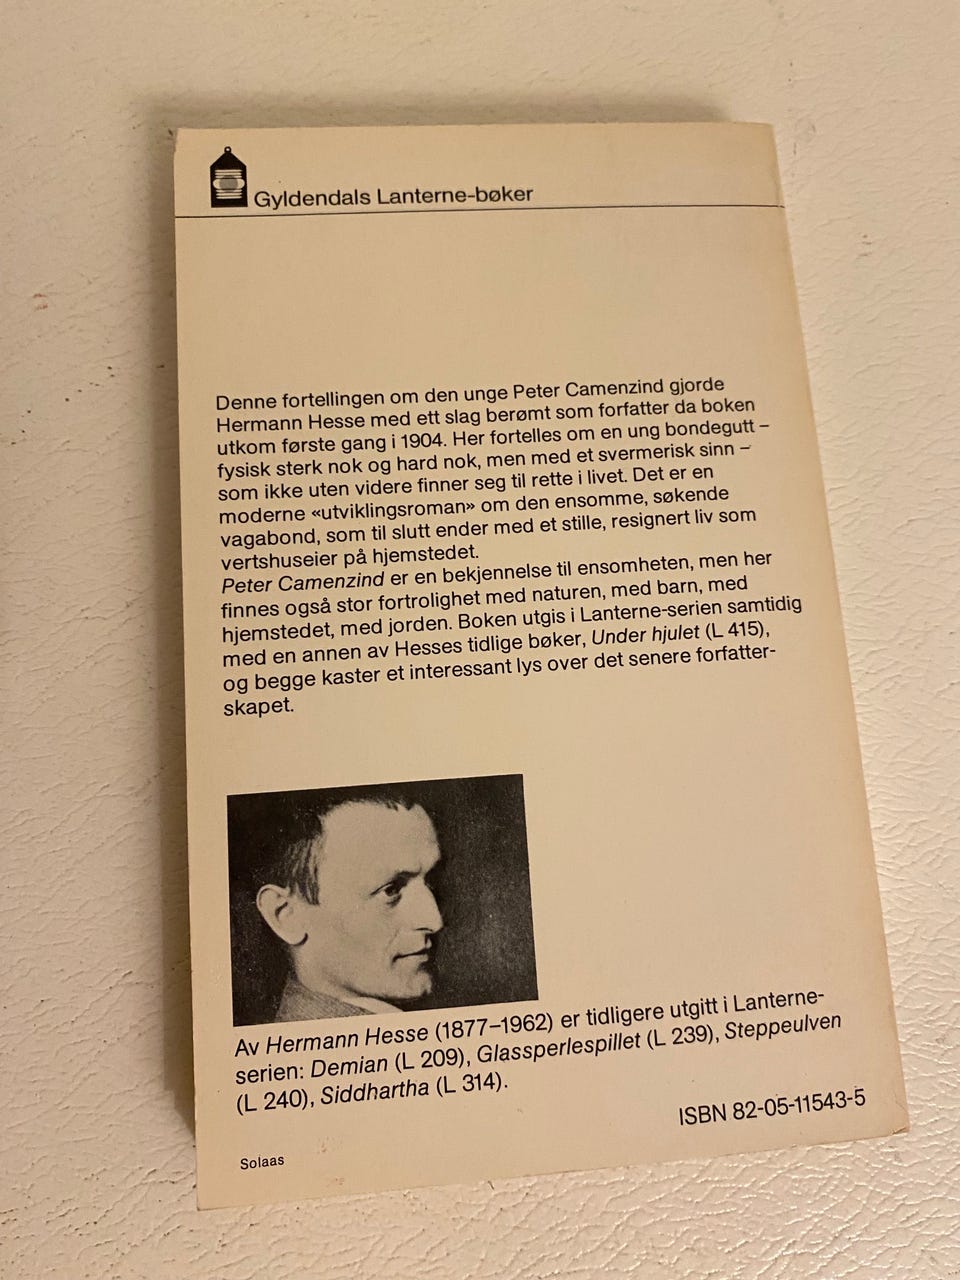 Gyldendals Lanterne-bøker
Denne fortellingen om den unge Peter Camenzind gjorde
Hermann Hesse med ett slag berømt som forfatter da boken
utkom første gang i 1904. Her fortelles om en ung bondegutt –
fysisk sterk nok og hard nok, men med et svermerisk sinn –
som ikke uten videre finner seg til rette i livet. Det er en
moderne «utviklingsroman» om den ensomme, søkende
vagabond, som til slutt ender med et stille, resignert liv som
vertshuseier på hjemstedet.
Peter Camenzind er en bekjennelse til ensomheten, men her
finnes også stor fortrolighet med naturen, med barn, med
hjemstedet, med jorden. Boken utgis i Lanterne-serien samtidig
med en annen av Hesses tidlige bøker, Under hjulet (L 415),
og begge kaster et interessant lys over det senere forfatter-
skapet.
Av Hermann Hesse (1877–1962) er tidligere utgitt i Lanterne-
serien: Demian (L 209), Glassperlespillet (L 239), Steppeulven
(L 240), Siddhartha (L 314).
ISBN 82-05-11543-5
Solaas